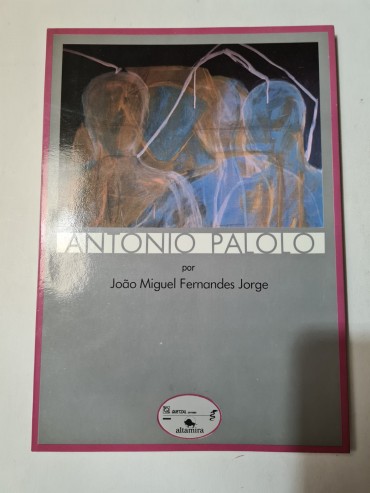 ANTONIO PALOLO
por
João Miguel Fernandes Jorge
altamira